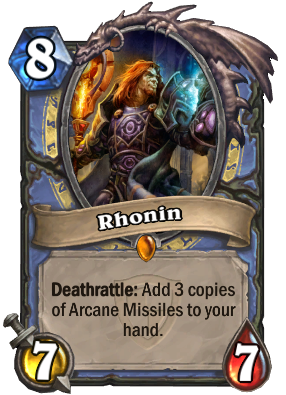 8
Rhonin
Deathrattle: Add 3 copies
of Arcane Missiles to your
hand.
7 7